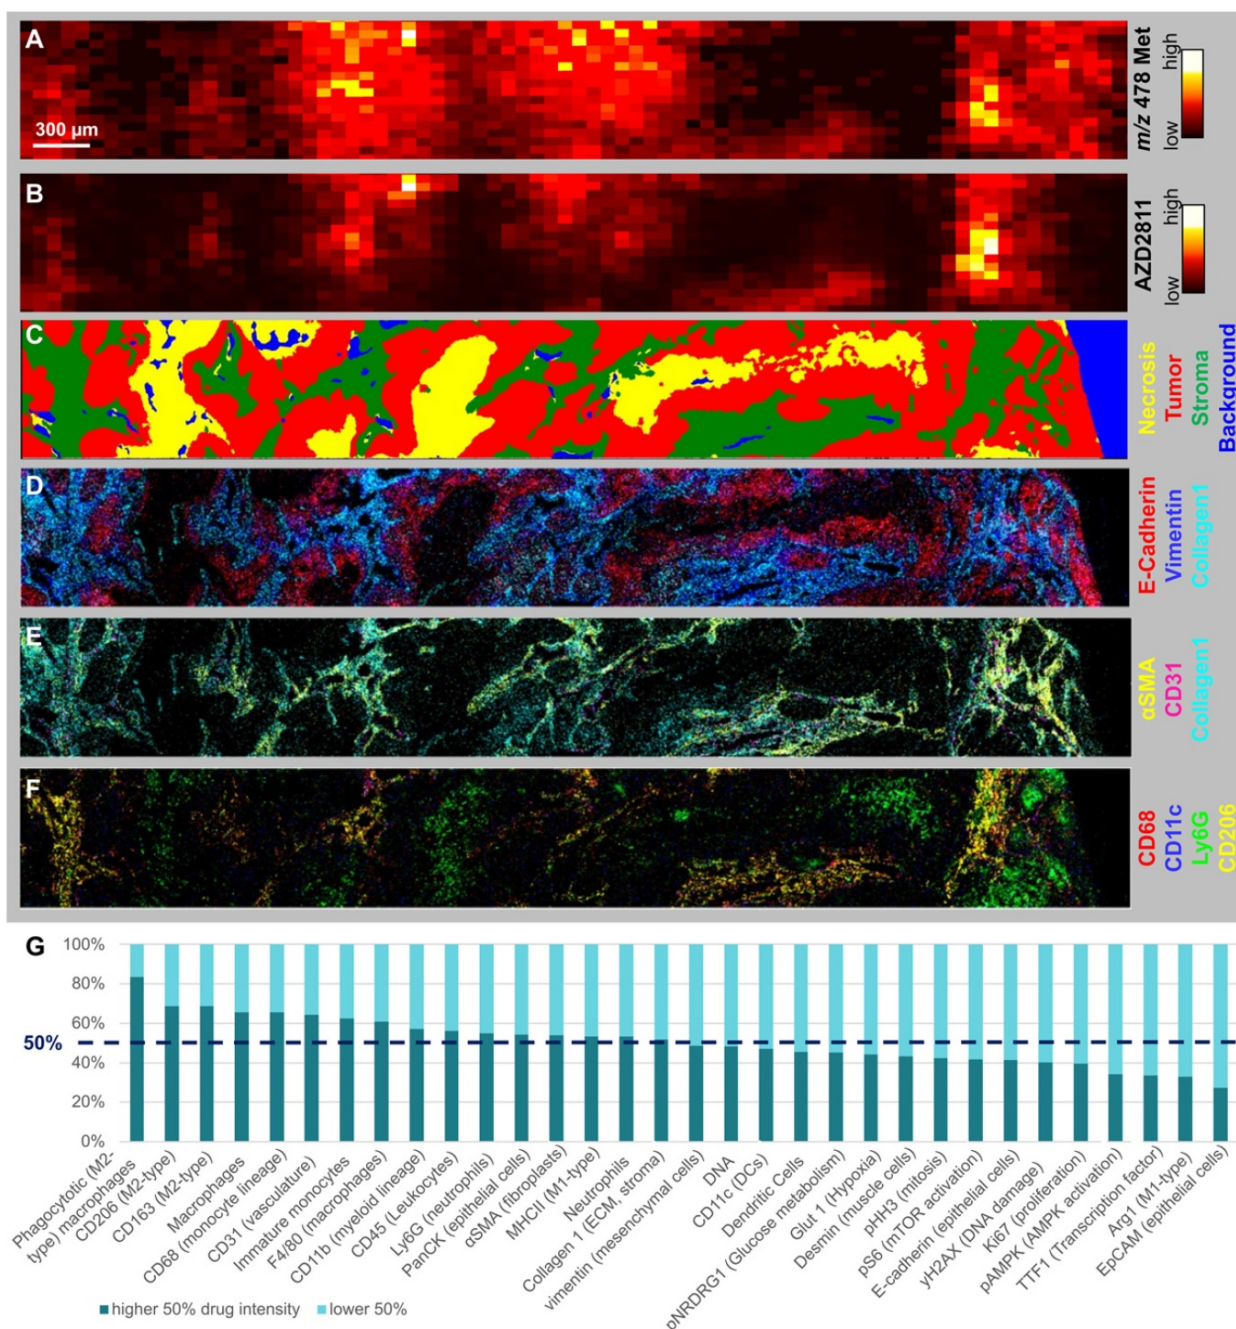 A
300 µm
high
low
m/z 478 Met
B
high
low
AZD2811
C
Necrosis
Tumor
Stroma
Background
D
E-Cadherin
Vimentin
Collagen1
E
αSMA
CD31
Collagen1
F
CD68
CD11c
Ly6G
CD206
G
100%
80%
60%
50%
40%
20%
0%
Phagocytotic (M2-
type) macrophages
CD206 (M2-type)
CD163 (M2-type)
Macrophages
CD68 (monocyte lineage)
CD31 (vasculature)
Immature monocytes
F4/80 (macrophages)
CD11b (myeloid lineage)
CD45 (Leukocytes)
Ly6G (neutrophils)
PanCK (epithelial cells)
αSMA (fibroplasts)
MHCII (M1-type)
Neutrophils
Collagen 1 (ECM, stroma)
vimentin (mesenchymal cells)
DNA
CD11c (DCs)
Dendritic Cells
pNRDRG1 (Glucose metabolism)
Glut 1 (Hypoxia)
Desmin (muscle cells)
pHH3 (mitosis)
pS6 (mTOR activation)
E-cadherin (epithelial cells)
yH2AX (DNA damage)
Ki67 (proliferation)
pAMPK (AMPK activation)
TTF1 (Transcription factor)
Arg1 (M1-type)
EpCAM (epithelial cells)
higher 50% drug intensity
lower 50%